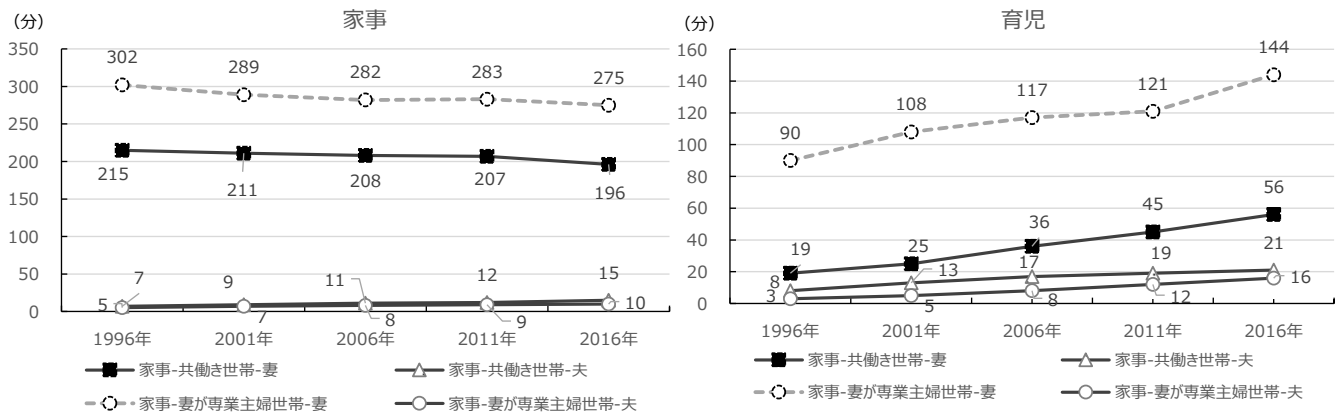 家事
(分)
350
300
250
200
150
100
50
0
302
289
282
283
275
215
211
208
207
196
7
9
11
12
15
5
7
8
9
10
1996年
2001年
2006年
2011年
2016年
家事-共働き世帯-妻
家事-共働き世帯-夫
家事-妻が専業主婦世帯-妻
家事-妻が専業主婦世帯-夫
育児
(分)
160
140
120
100
80
60
40
20
0
90
108
117
121
144
19
25
36
45
56
8
13
17
19
21
3
5
8
12
16
1996年
2001年
2006年
2011年
2016年
家事-共働き世帯-妻
家事-共働き世帯-夫
家事-妻が専業主婦世帯-妻
家事-妻が専業主婦世帯-夫